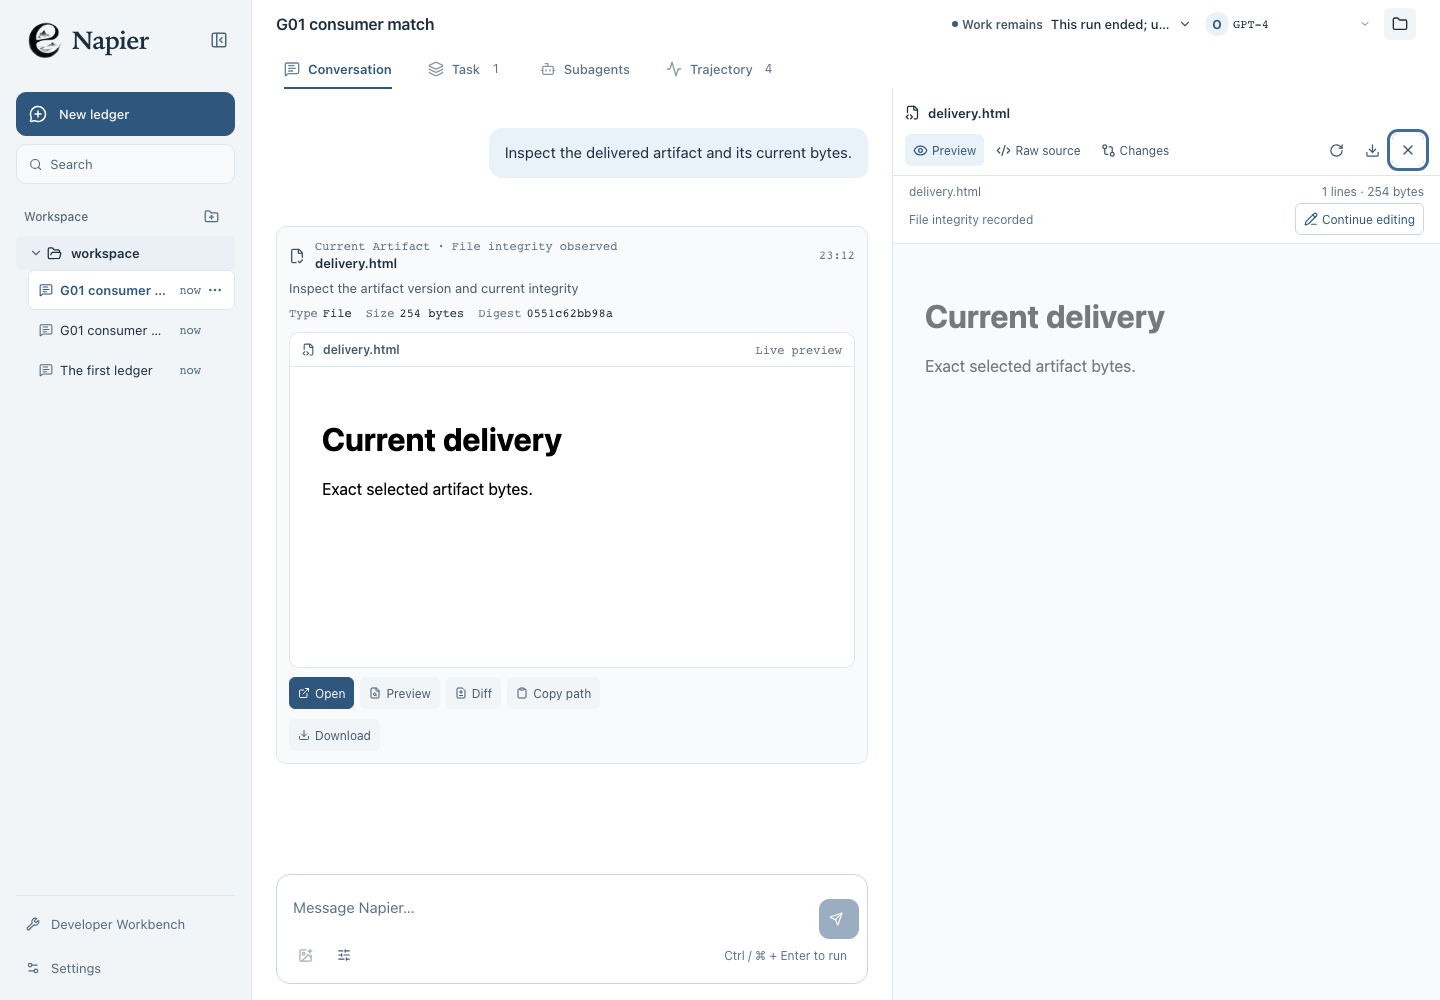 Napier
New ledger
Search
Workspace
workspace
G01 consumer ... now
G01 consumer ... now
The first ledger now
Developer Workbench
Settings
G01 consumer match
Work remains This run ended; u... O GPT-4
Conversation Task 1 Subagents Trajectory 4
Inspect the delivered artifact and its current bytes.
Current Artifact · File integrity observed
delivery.html
23:12
Inspect the artifact version and current integrity
Type File Size 254 bytes Digest 0551c62bb98a
delivery.html Live preview
Current delivery
Exact selected artifact bytes.
Open Preview Diff Copy path
Download
Message Napier...
Ctrl / ⌘ + Enter to run
delivery.html
Preview Raw source Changes
delivery.html 1 lines · 254 bytes
File integrity recorded Continue editing
Current delivery
Exact selected artifact bytes.